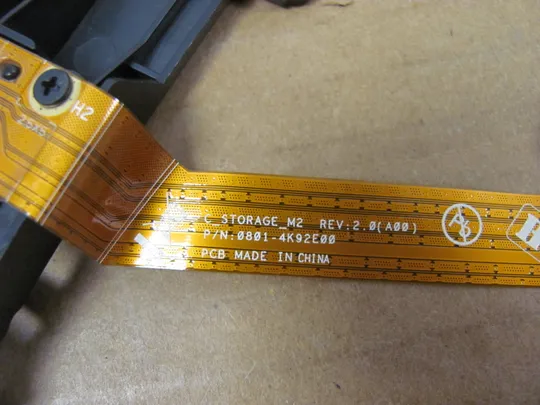 H2
C_STORAGE_M2 REV:2.0(A00)
P/N:0801-4K92E00
PCB MADE IN CHINA